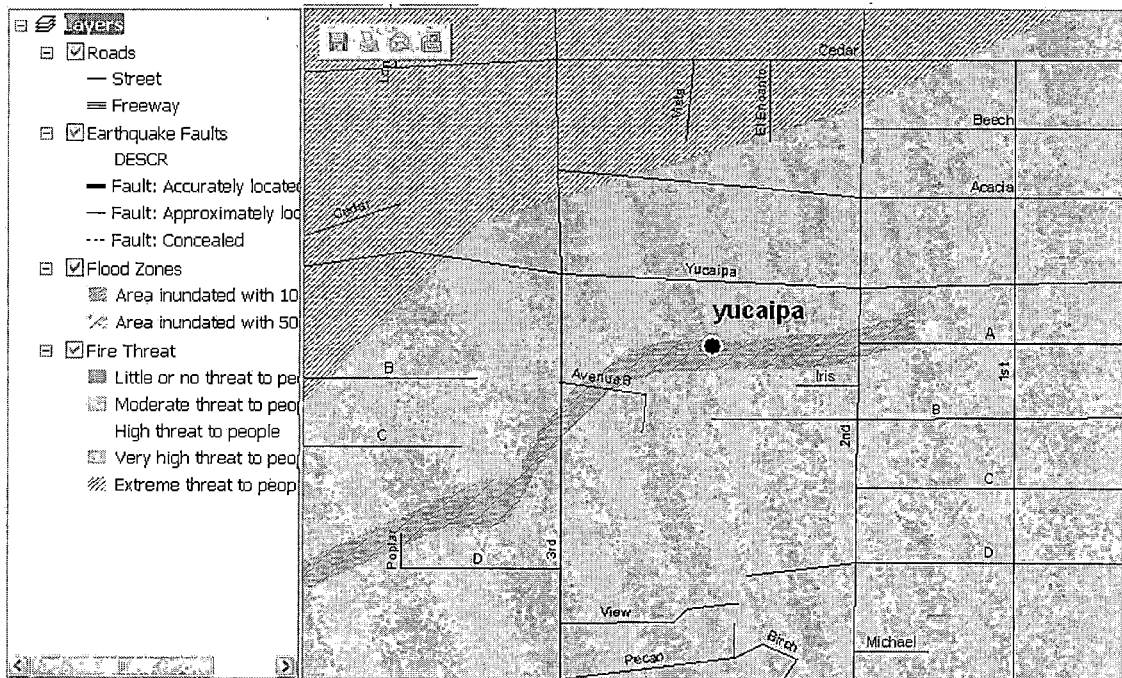 Layers
Roads
Street
Freeway
Earthquake Faults
DESCR
Fault: Accurately locate
Fault: Approximately loc
Fault: Concealed
Flood Zones
Area inundated with 10
Area inundated with 50
Fire Threat
Little or no threat to peo
Moderate threat to peop
High threat to people
Very high threat to peop
Extreme threat to peop
Cedar
Vista
El Encanto
Beech
Acacia
Cedar
Yucaipa
yucaipa
A
1st
B
Avenue B
Iris
B
2nd
C
C
Poplar
D
3rd
D
View
Pecan
Birch
Michael